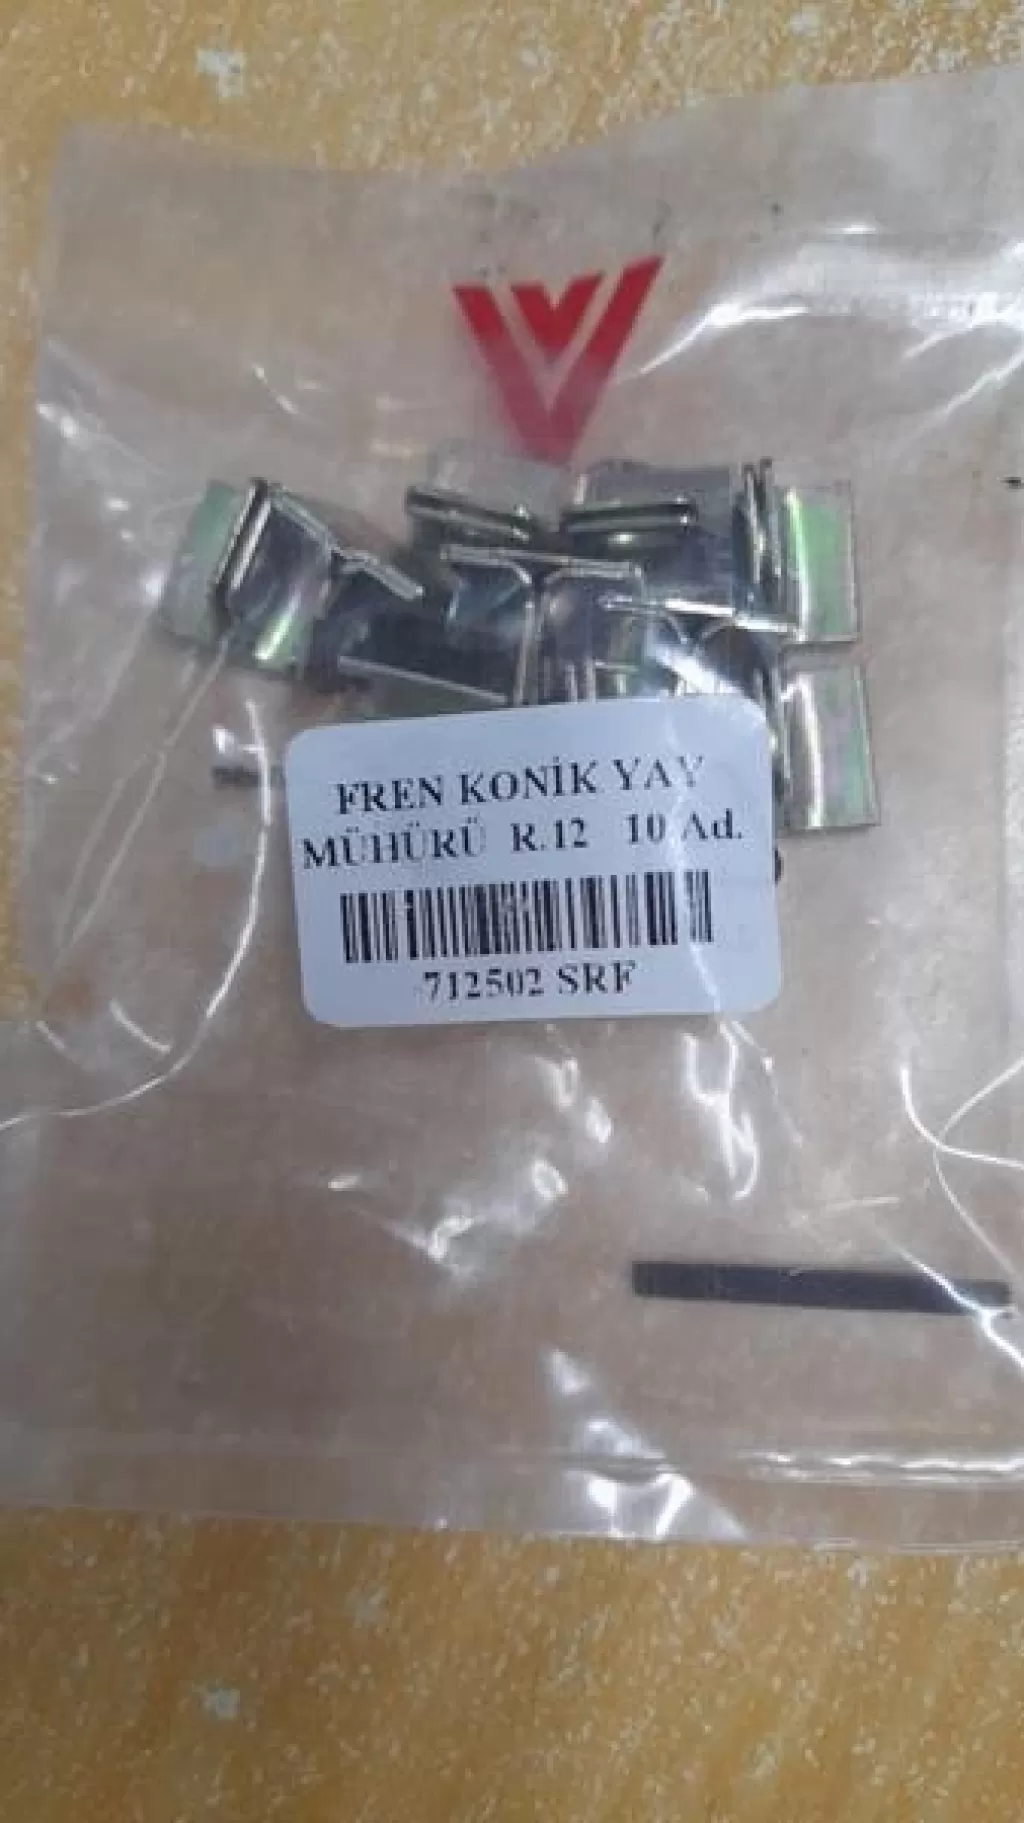 FREN KONİK YAY
MÜHÜRÜ R.12 10 Ad.
712502 SRF